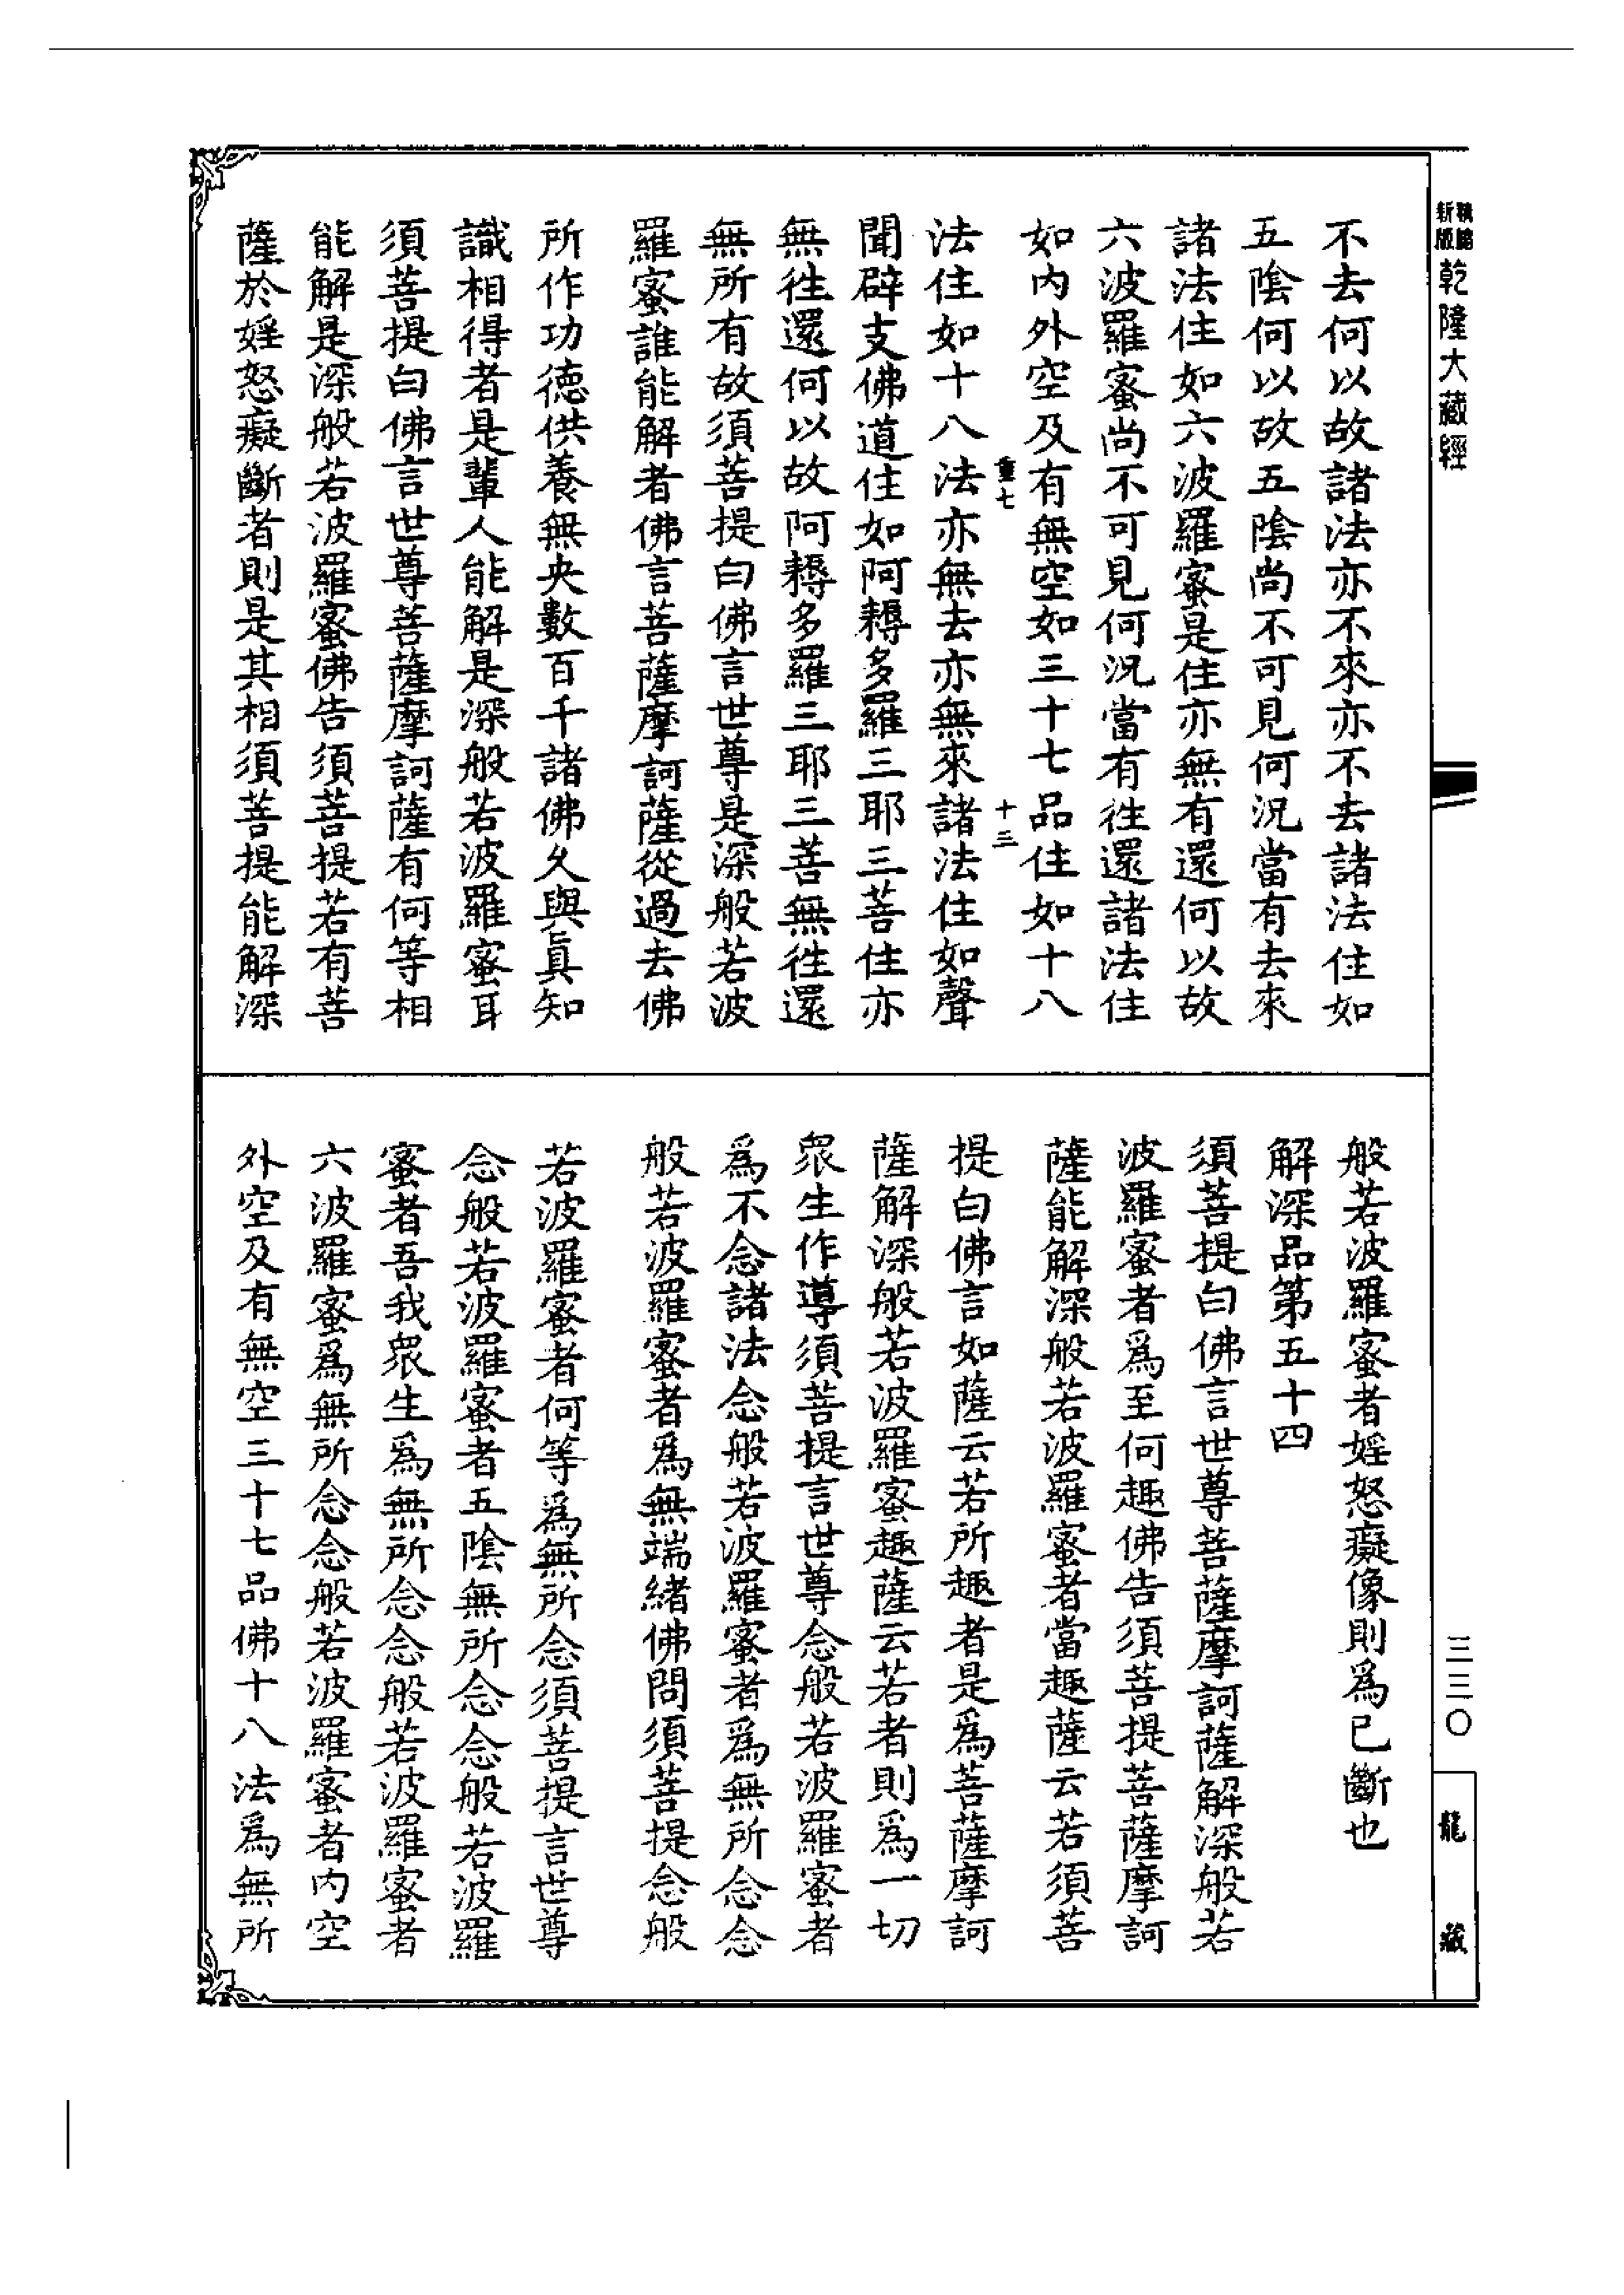 新版
乾隆大藏經
三三〇
龍藏
不去何以故諸法亦不來亦不去諸法住如
五陰何以故五陰尚不可見何況當有去來
諸法住如六波羅蜜是住亦無有還何以故
六波羅蜜尚不可見何況當有往還諸法住
如內外空及有無空如三十七品住如十八
重七
十三
法住如十八法亦無去亦無來諸法住如聲
聞辟支佛道住如阿耨多羅三耶三菩住亦
無往還何以故阿耨多羅三耶三菩無往還
無所有故須菩提白佛言世尊是深般若波
羅蜜誰能解者佛言菩薩摩訶薩從過去佛
所作功德供養無央數百千諸佛久與真知
識相得者是輩人能解是深般若波羅蜜耳
須菩提白佛言世尊菩薩摩訶薩有何等相
能解是深般若波羅蜜佛告須菩提若有菩
薩於婬怒癡斷者則是其相須菩提能解深
般若波羅蜜者婬怒癡像則爲已斷也
解深品第五十四
須菩提白佛言世尊菩薩摩訶薩解深般若
波羅蜜者爲至何趣佛告須菩提菩薩摩訶
薩能解深般若波羅蜜者當趣薩云若須菩
提白佛言如薩云若所趣者是爲菩薩摩訶
薩解深般若波羅蜜趣薩云若者則爲一切
眾生作導須菩提言世尊念般若波羅蜜者
爲不念諸法念般若波羅蜜者爲無所念念
般若波羅蜜者爲無端緒佛問須菩提念般
若波羅蜜者何等爲無所念須菩提言世尊
念般若波羅蜜者五陰無所念念般若波羅
蜜者吾我眾生爲無所念念般若波羅蜜者
六波羅蜜爲無所念念般若波羅蜜者內空
外空及有無空三十七品佛十八法爲無所